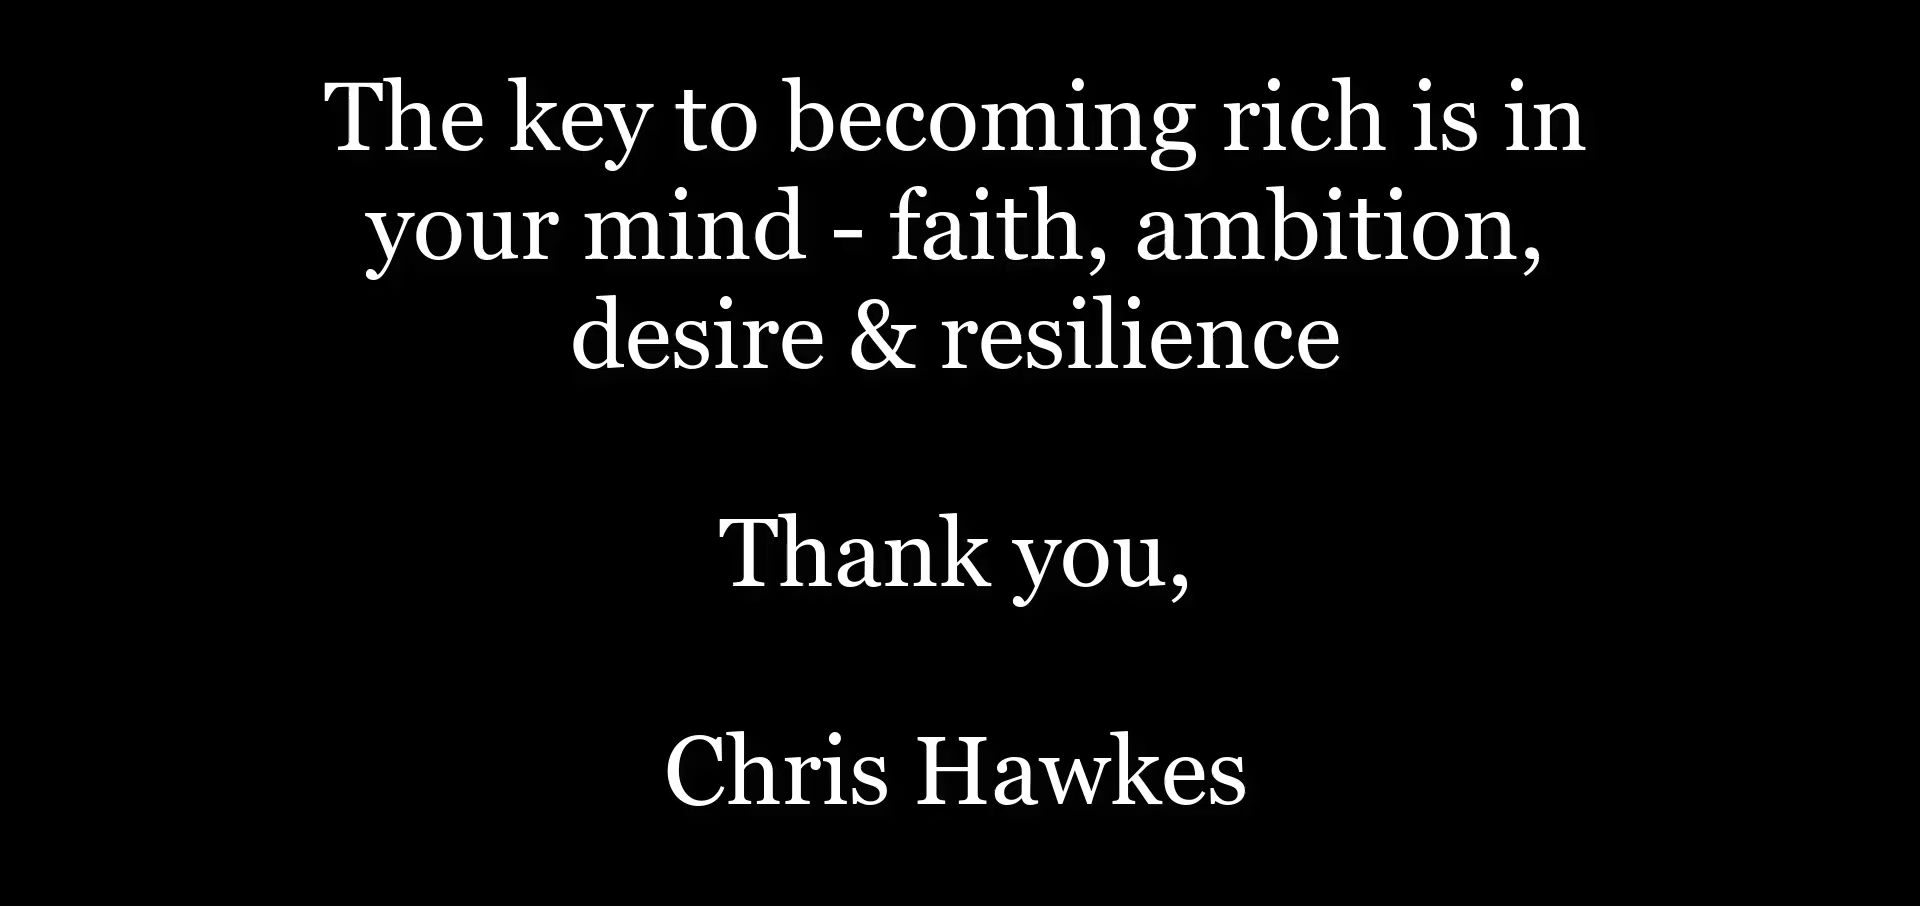 The key to becoming rich is in
your mind - faith, ambition,
desire & resilience
Thank you,
Chris Hawkes